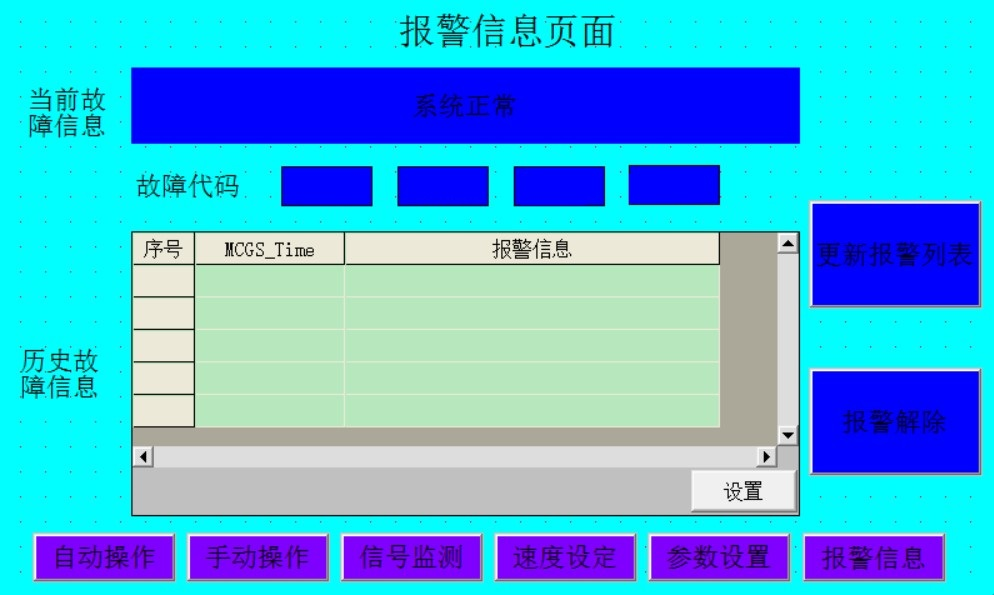 报警信息页面
当前故
障信息
系统正常
故障代码
序号 MCGS_Time 报警信息
更新报警列表
历史故
障信息
报警解除
设置
自动操作 手动操作 信号监测 速度设定 参数设置 报警信息